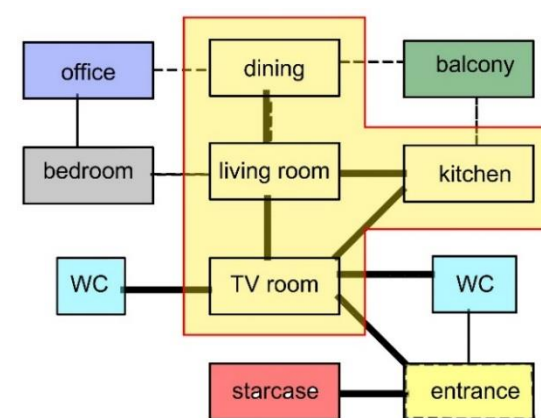 office
dining
balcony
bedroom
living room
kitchen
WC
TV room
WC
starcase
entrance